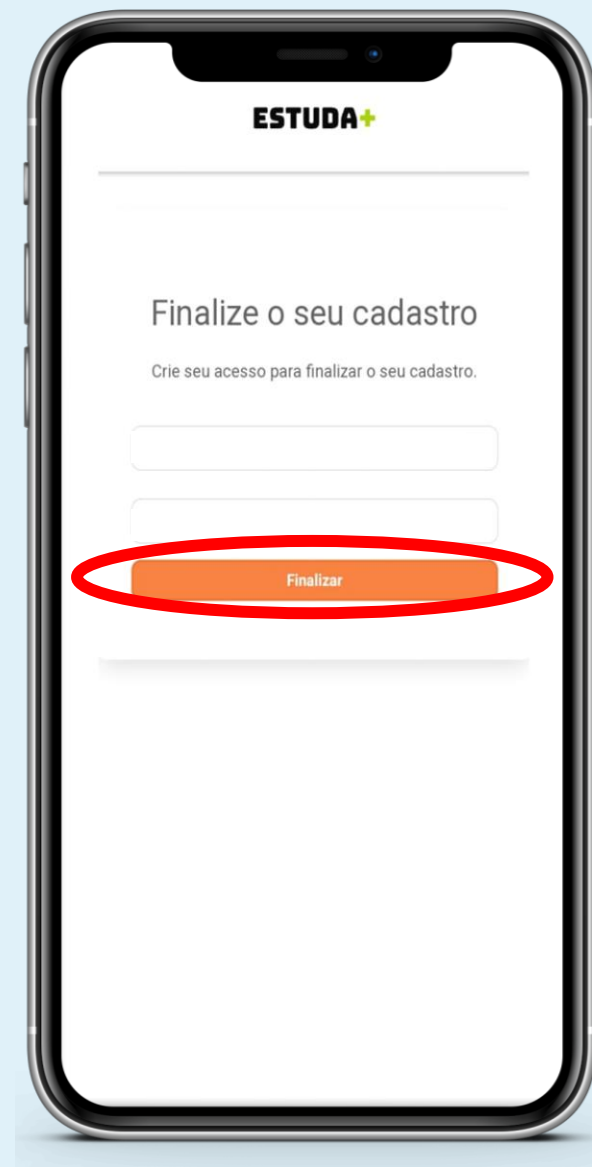 ESTUDA+
Finalize o seu cadastro
Crie seu acesso para finalizar o seu cadastro.
Finalizar